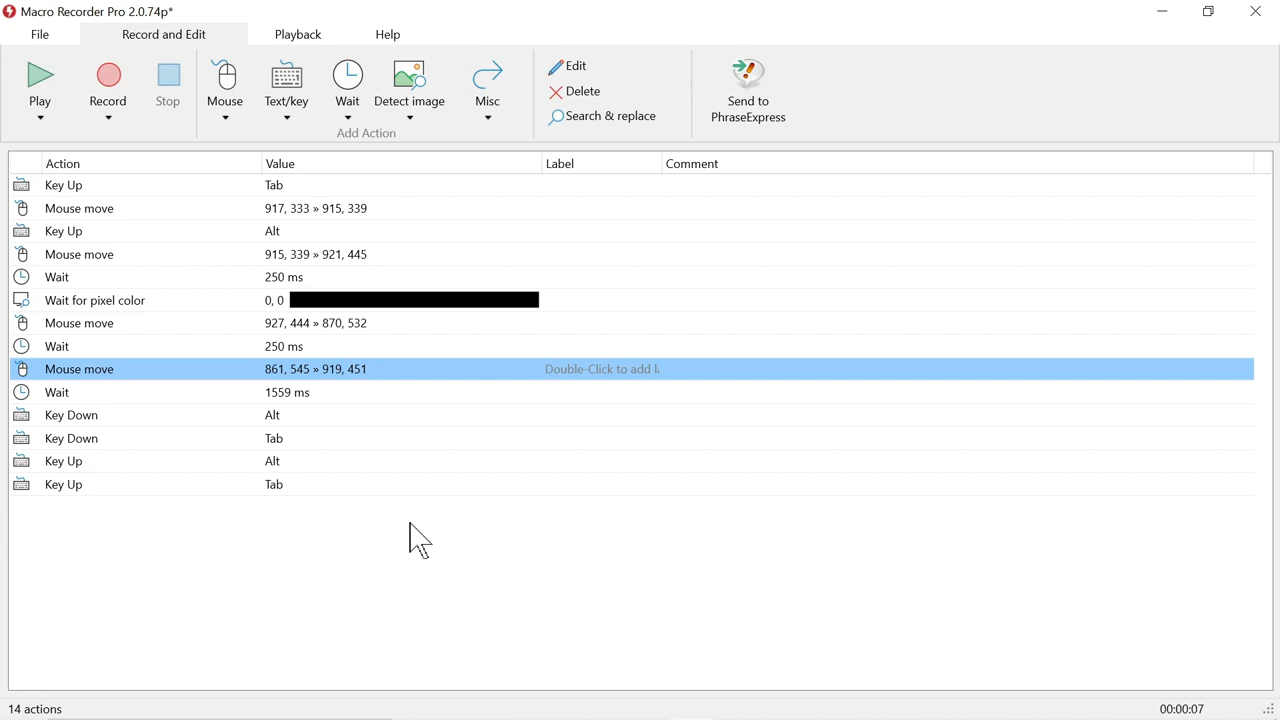 Macro Recorder Pro 2.0.74p*
File Record and Edit Playback Help
Play Record Stop Mouse Text/key Wait Detect image Misc
Add Action
Edit
Delete
Search & replace
Send to
PhraseExpress
Action Value Label Comment
Key Up Tab
Mouse move 917, 333 » 915, 339
Key Up Alt
Mouse move 915, 339 » 921, 445
Wait 250 ms
Wait for pixel color 0, 0
Mouse move 927, 444 » 870, 532
Wait 250 ms
Mouse move 861, 545 » 919, 451 Double-Click to add l
Wait 1559 ms
Key Down Alt
Key Down Tab
Key Up Alt
Key Up Tab
14 actions 00:00:07